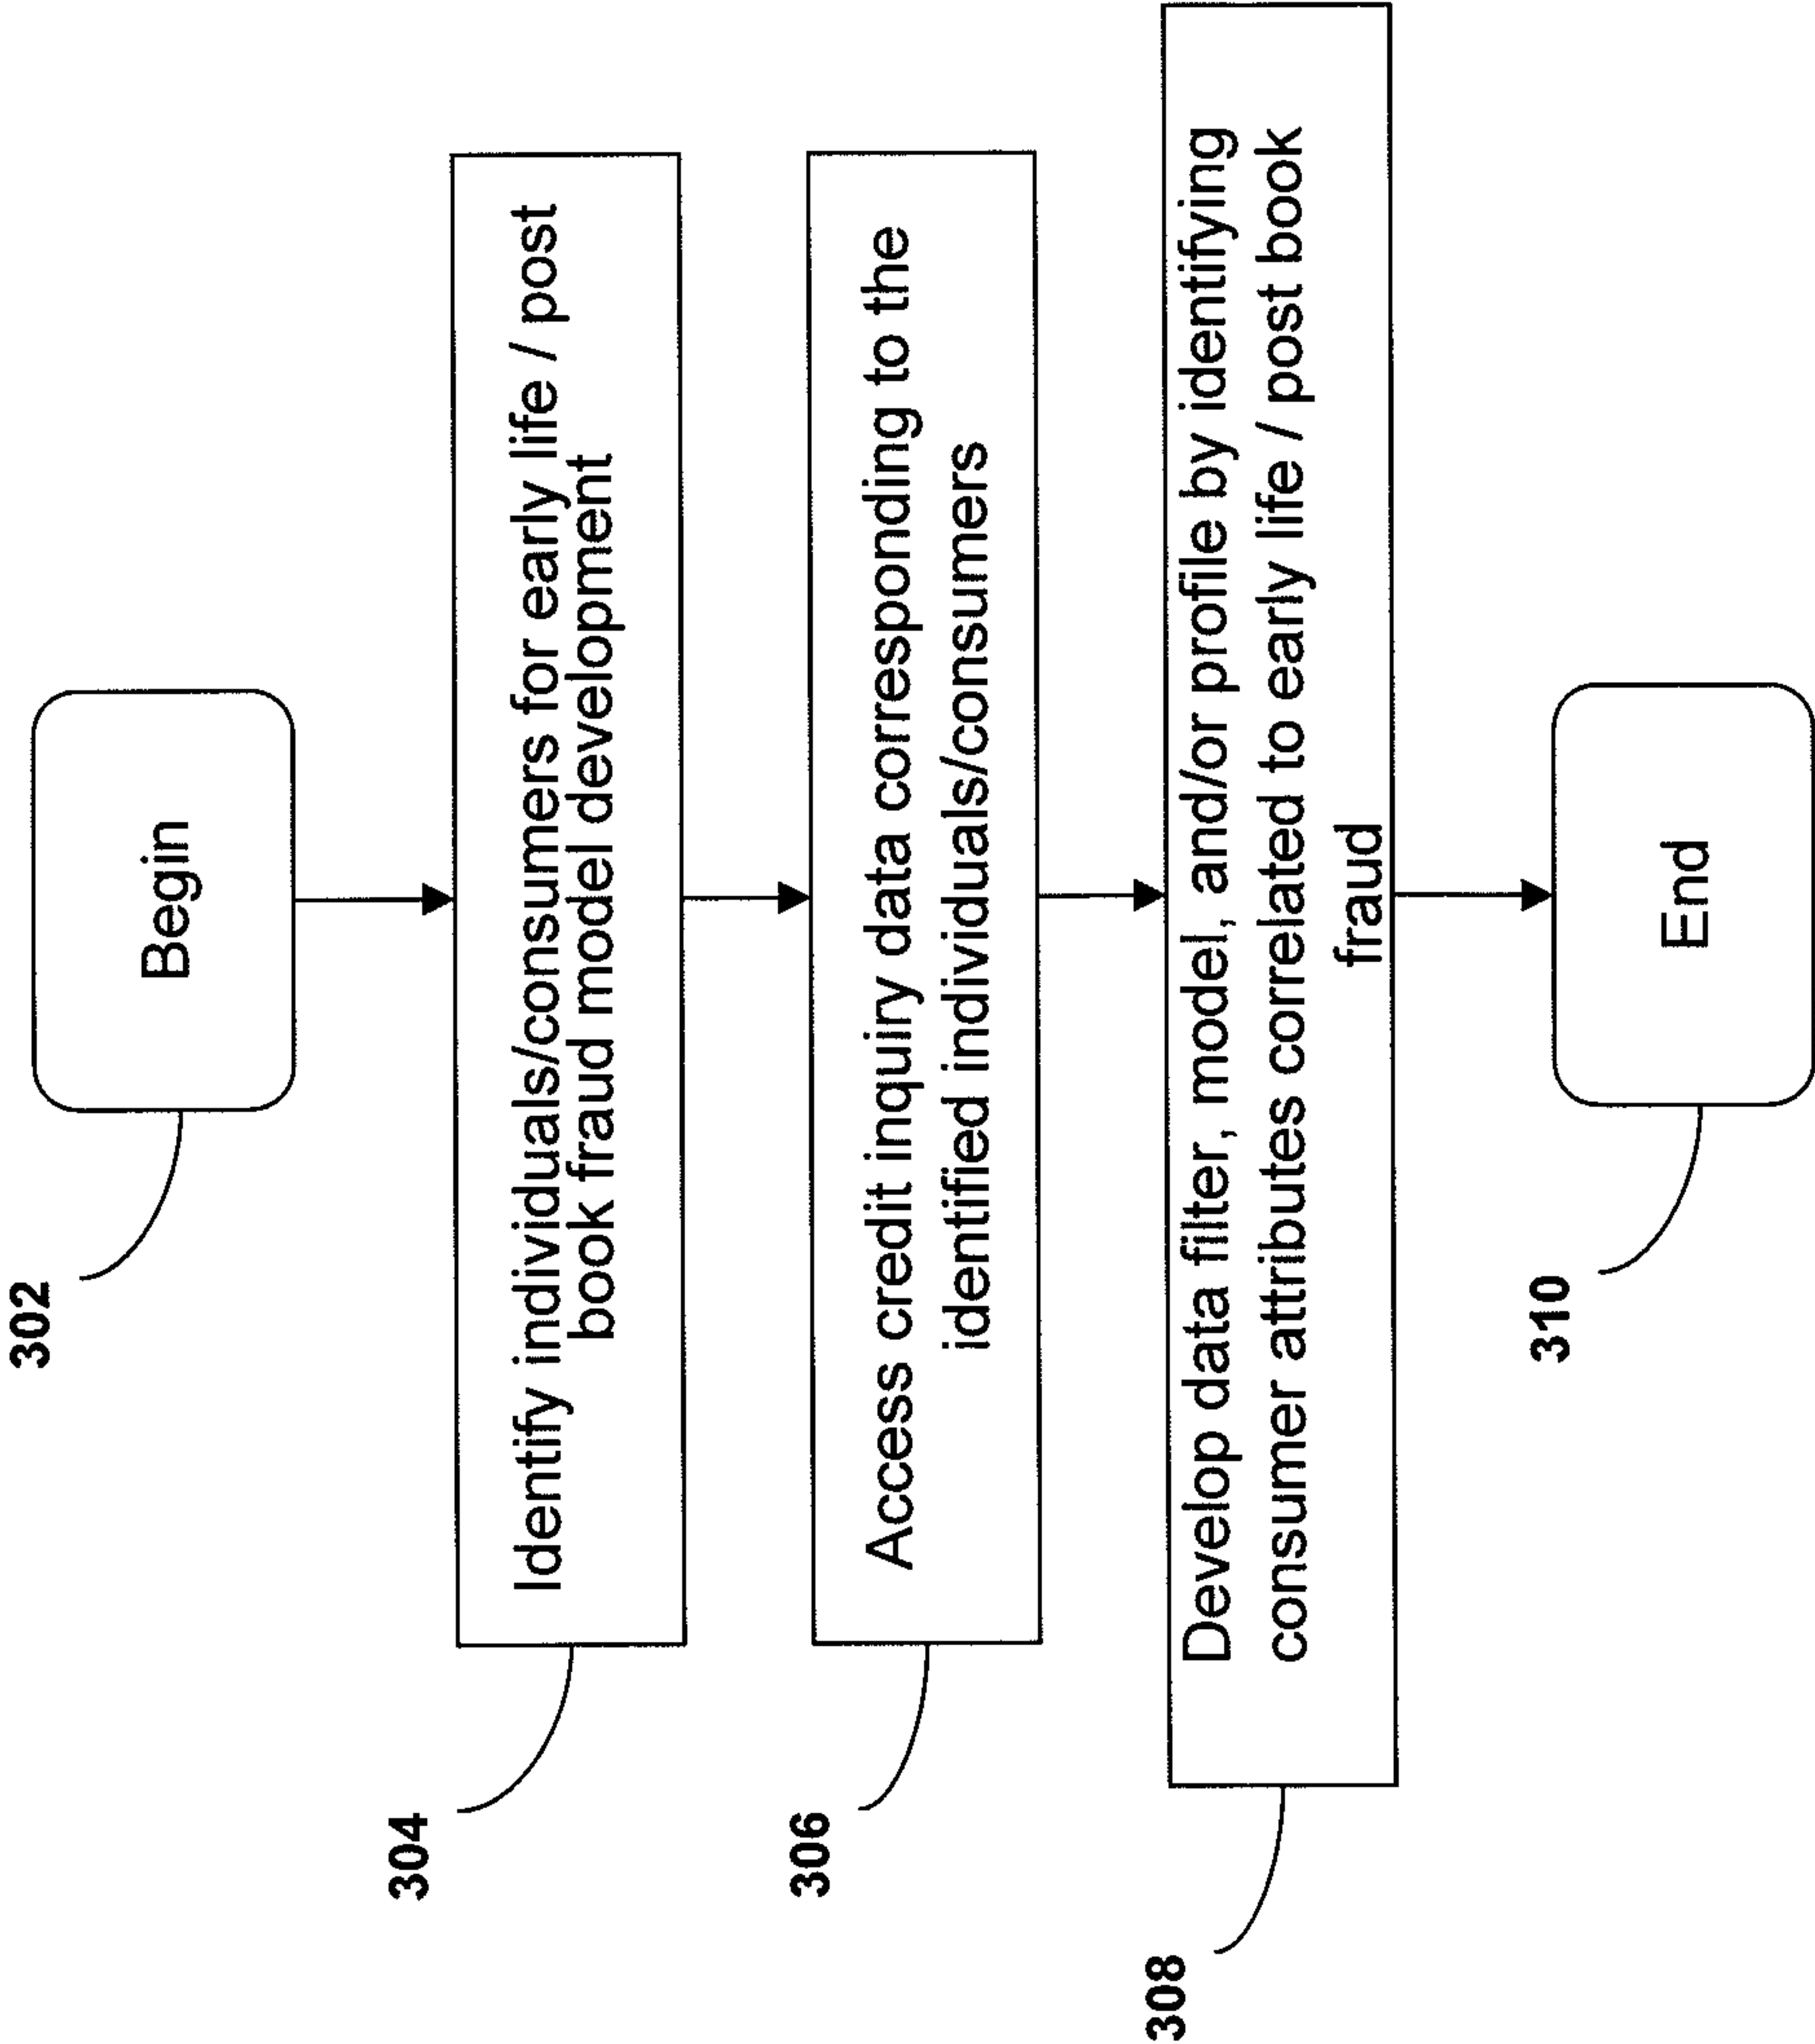 302
Begin
304
Identify individuals/consumers for early life / post
book fraud model development
306
Access credit inquiry data corresponding to the
identified individuals/consumers
308
Develop data filter, model, and/or profile by identifying
consumer attributes correlated to early life / post book
fraud
310
End